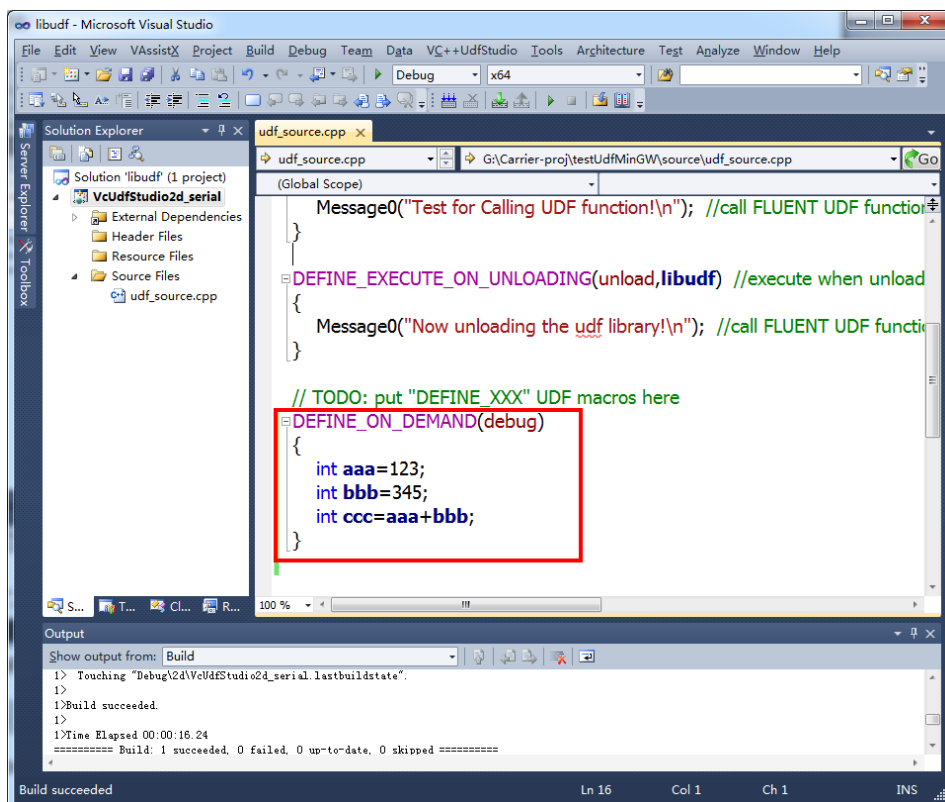 libudf - Microsoft Visual Studio
File Edit View VAssistX Project Build Debug Team Data VC++UdfStudio Tools Architecture Test Analyze Window Help
Debug x64
Solution Explorer
udf_source.cpp
udf_source.cpp G:\Carrier-proj\testUdfMinGW\source\udf_source.cpp Go
(Global Scope)
Server Explorer
Toolbox
Solution 'libudf' (1 project)
VcUdfStudio2d_serial
External Dependencies
Header Files
Resource Files
Source Files
udf_source.cpp
Message0("Test for Calling UDF function!\n"); //call FLUENT UDF function
}
DEFINE_EXECUTE_ON_UNLOADING(unload,libudf) //execute when unload
{
Message0("Now unloading the udf library!\n"); //call FLUENT UDF functi
}
// TODO: put "DEFINE_XXX" UDF macros here
DEFINE_ON_DEMAND(debug)
{
int aaa=123;
int bbb=345;
int ccc=aaa+bbb;
}
S... T... Cl... R...
100 %
Output
Show output from: Build
1> Touching "Debug\2d\VcUdfStudio2d_serial.lastbuildstate".
1>
1>Build succeeded.
1>
1>Time Elapsed 00:00:16.24
========== Build: 1 succeeded, 0 failed, 0 up-to-date, 0 skipped ==========
Build succeeded Ln 16 Col 1 Ch 1 INS